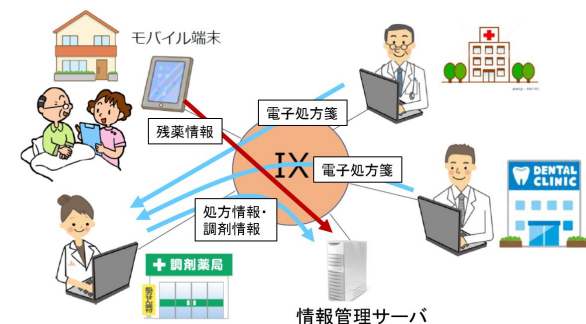 モバイル端末
電子処方箋
残薬情報
IX
電子処方箋
DENTAL
CLINIC
処方情報・
調剤情報
調剤薬局
情報管理サーバ